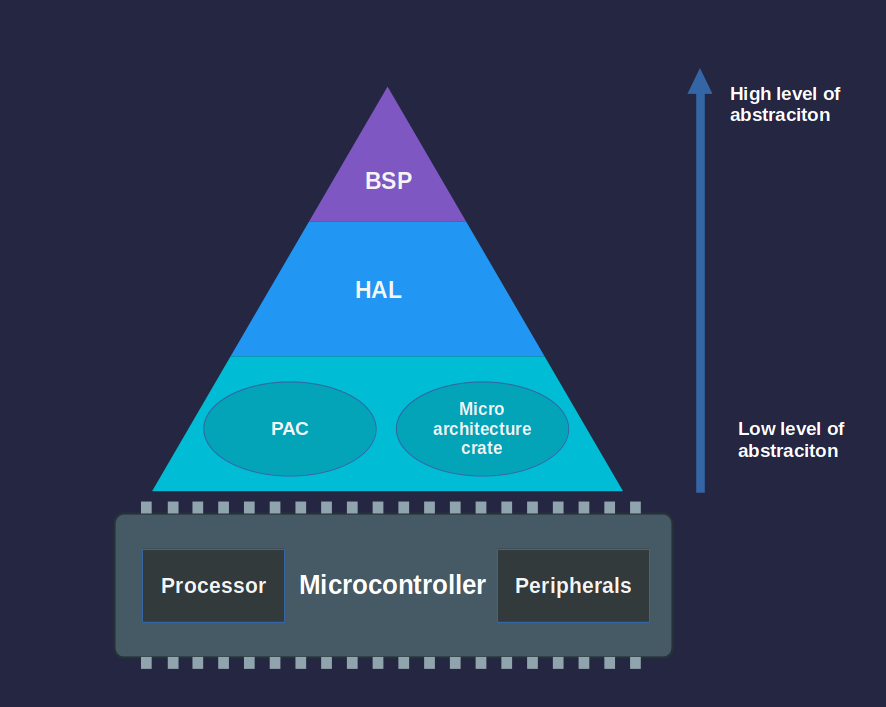 High level of
abstraciton
BSP
HAL
PAC
Micro
architecture
crate
Low level of
abstraciton
Processor
Microcontroller
Peripherals